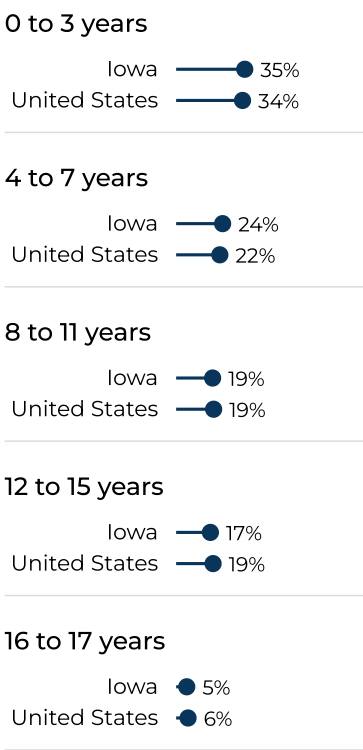 0 to 3 years
Iowa 35%
United States 34%
4 to 7 years
Iowa 24%
United States 22%
8 to 11 years
Iowa 19%
United States 19%
12 to 15 years
Iowa 17%
United States 19%
16 to 17 years
Iowa 5%
United States 6%